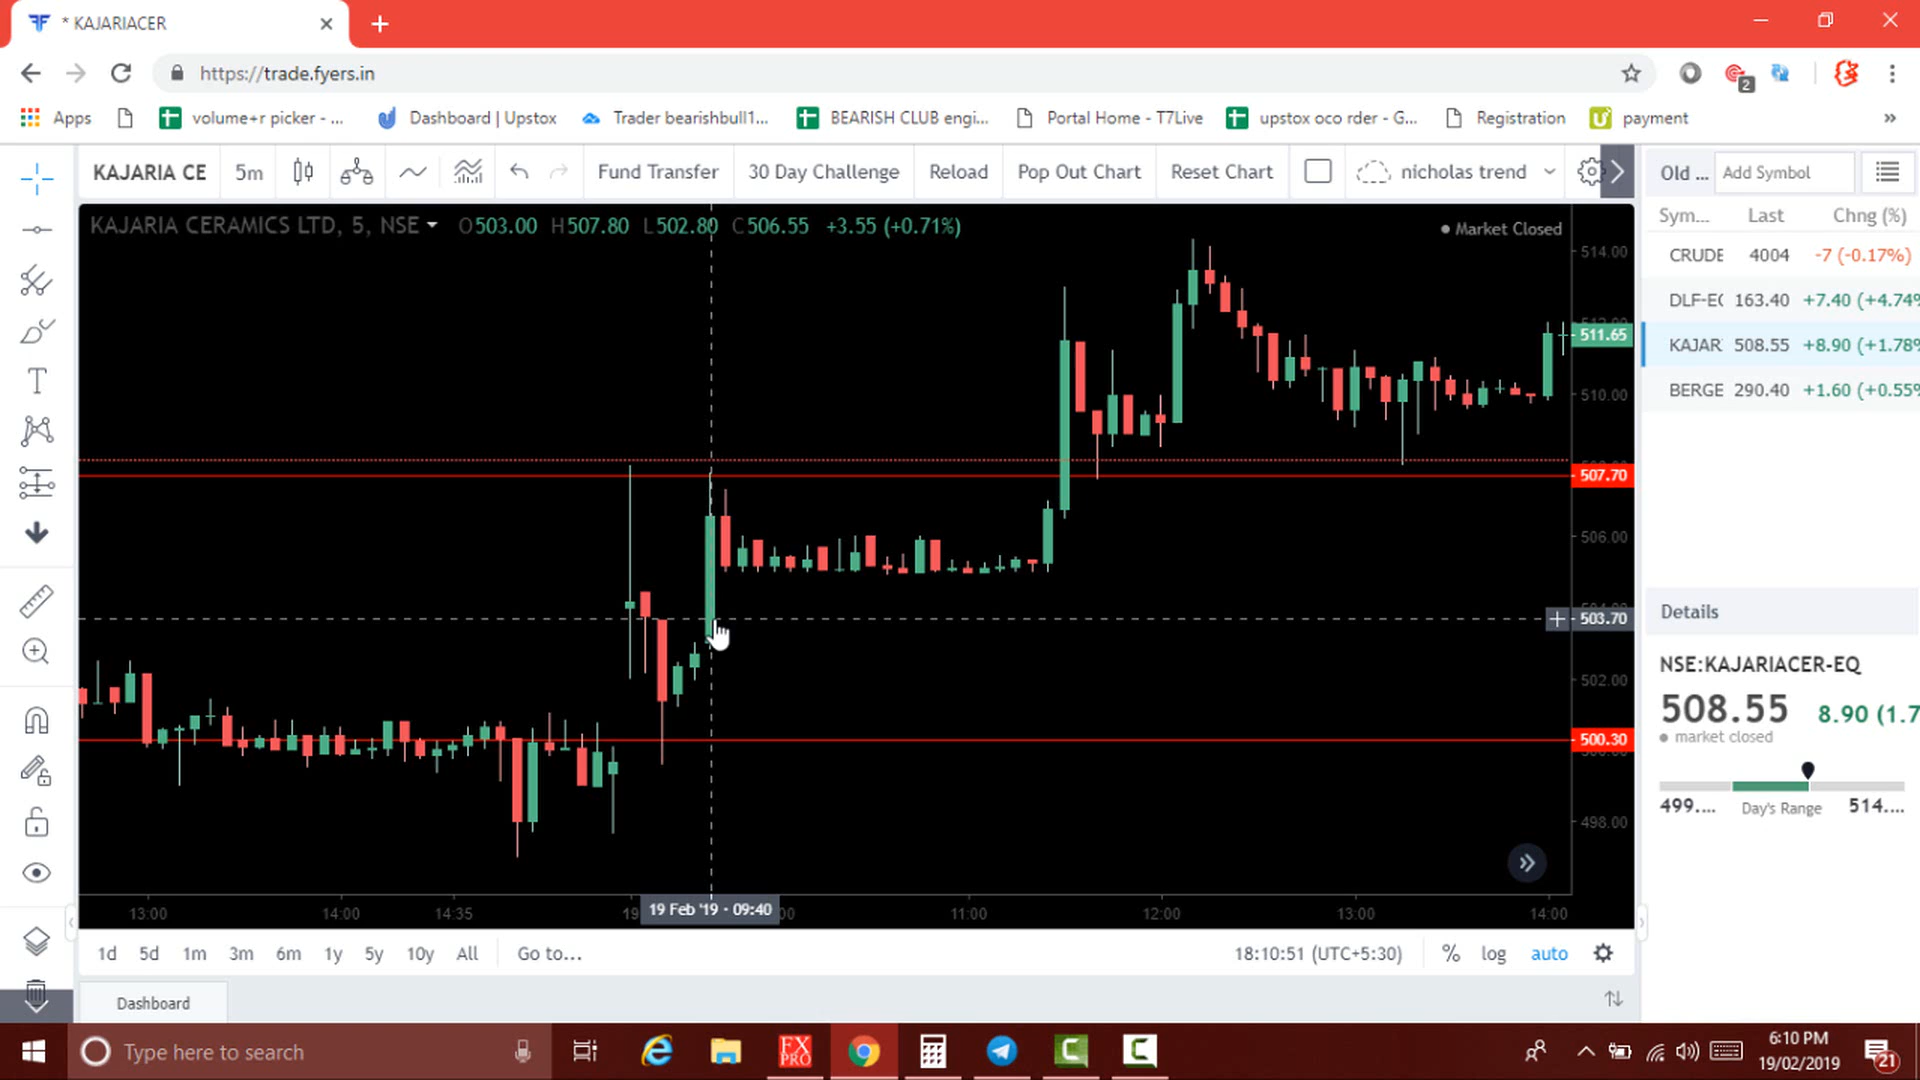 * KAJARIACER
https://trade.fyers.in
2
Apps volume+r picker - ... Dashboard | Upstox Trader bearishbull1... BEARISH CLUB engi... Portal Home - T7Live upstox oco rder - G... Registration payment »
KAJARIA CE 5m Fund Transfer 30 Day Challenge Reload Pop Out Chart Reset Chart nicholas trend
Old ... Add Symbol
Sym... Last Chng (%)
KAJARIA CERAMICS LTD, 5, NSE O503.00 H507.80 L502.80 C506.55 +3.55 (+0.71%)
Market Closed
CRUDE 4004 -7 (-0.17%)
DLF-E 163.40 +7.40 (+4.74%
KAJAR 508.55 +8.90 (+1.78%
BERGE 290.40 +1.60 (+0.55%
514.00
511.65
510.00
507.70
506.00
503.70
502.00
500.30
498.00
Details
NSE:KAJARIACER-EQ
508.55 8.90 (1.7
market closed
499.... Day's Range 514....
13:00 14:00 14:35 19 19 Feb '19 - 09:40 00 11:00 12:00 13:00 14:00
1d 5d 1m 3m 6m 1y 5y 10y All Go to... 18:10:51 (UTC+5:30) % log auto
Dashboard
Type here to search
FX PRO
6:10 PM
19/02/2019
21